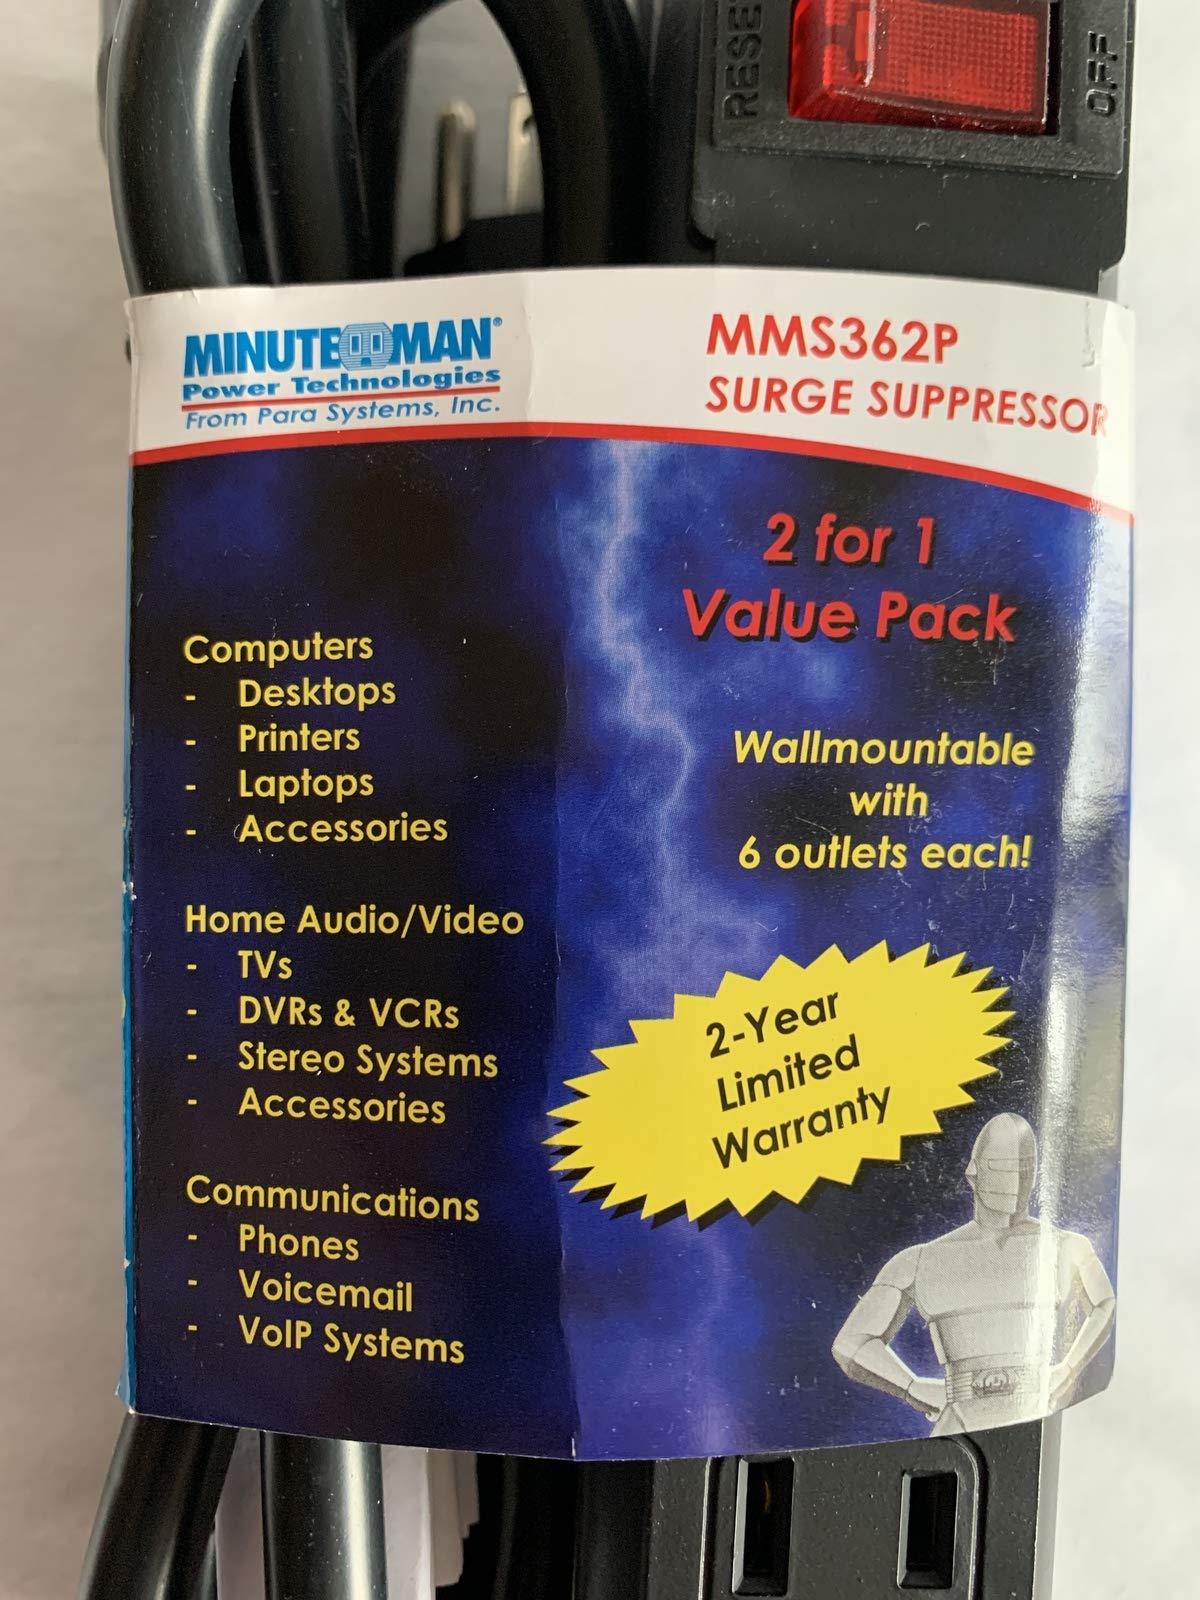 RESE
OFF
MINUTEMAN®
Power Technologies
From Para Systems, Inc.
MMS362P
SURGE SUPPRESSOR
2 for 1
Value Pack
Computers
- Desktops
- Printers
- Laptops
- Accessories
Wallmountable
with
6 outlets each!
Home Audio/Video
- TVs
- DVRs & VCRs
- Stereo Systems
- Accessories
2-Year
Limited
Warranty
Communications
- Phones
- Voicemail
- VoIP Systems